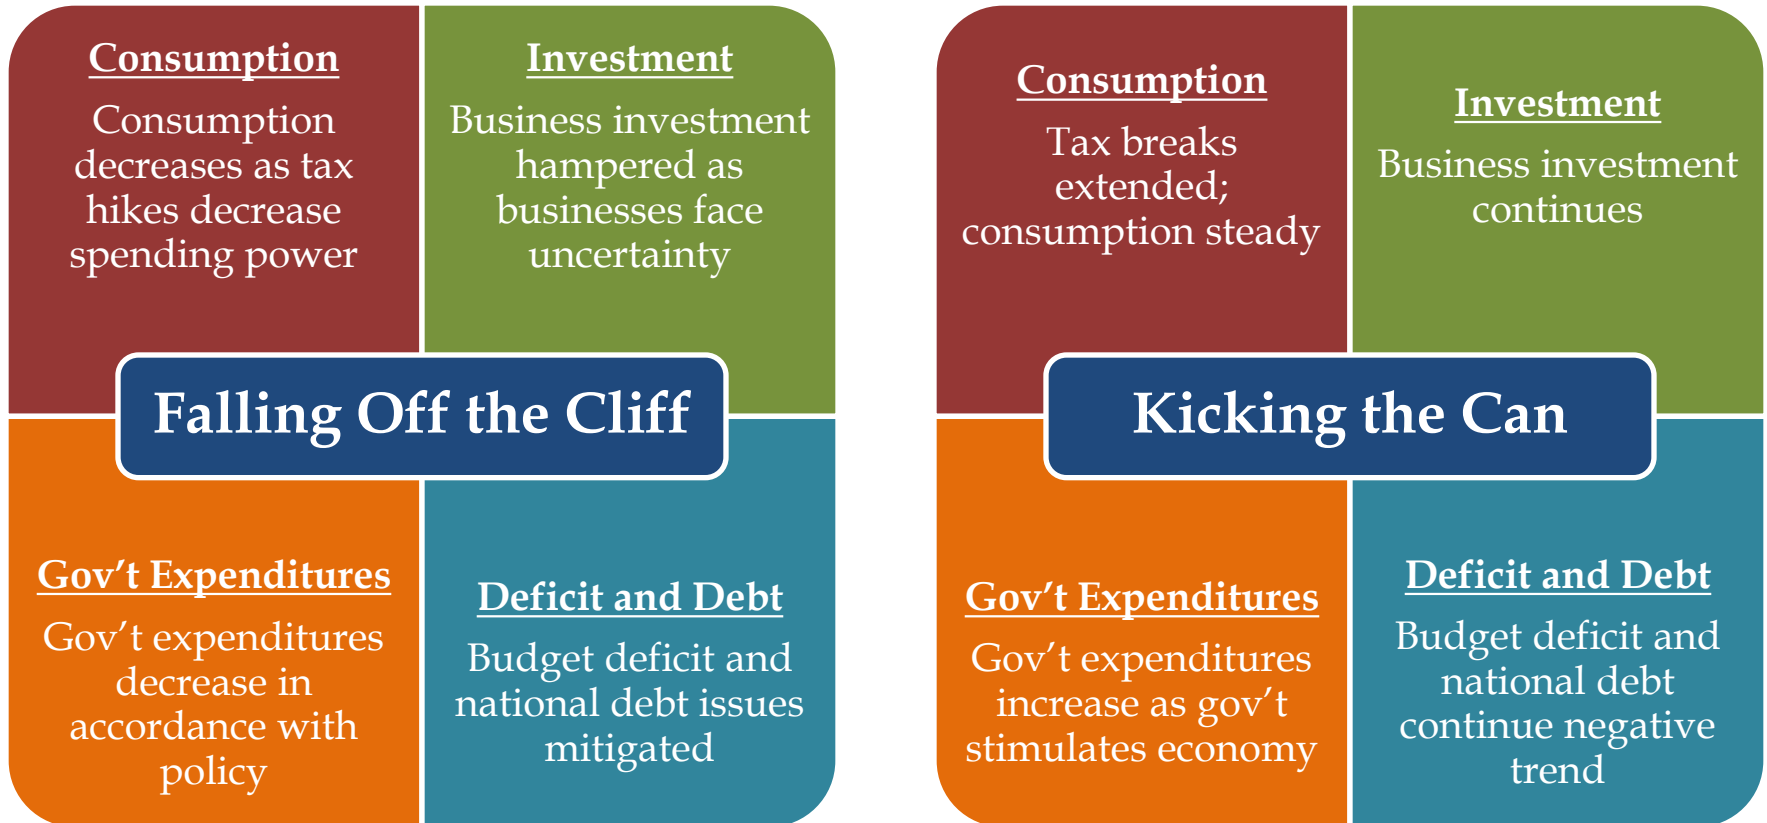 Consumption
Consumption
decreases as tax
hikes decrease
spending power
Investment
Business investment
hampered as
businesses face
uncertainty
Falling Off the Cliff
Gov’t Expenditures
Gov’t expenditures
decrease in
accordance with
policy
Deficit and Debt
Budget deficit and
national debt issues
mitigated
Consumption
Tax breaks
extended;
consumption steady
Investment
Business investment
continues
Kicking the Can
Gov’t Expenditures
Gov’t expenditures
increase as gov’t
stimulates economy
Deficit and Debt
Budget deficit and
national debt
continue negative
trend